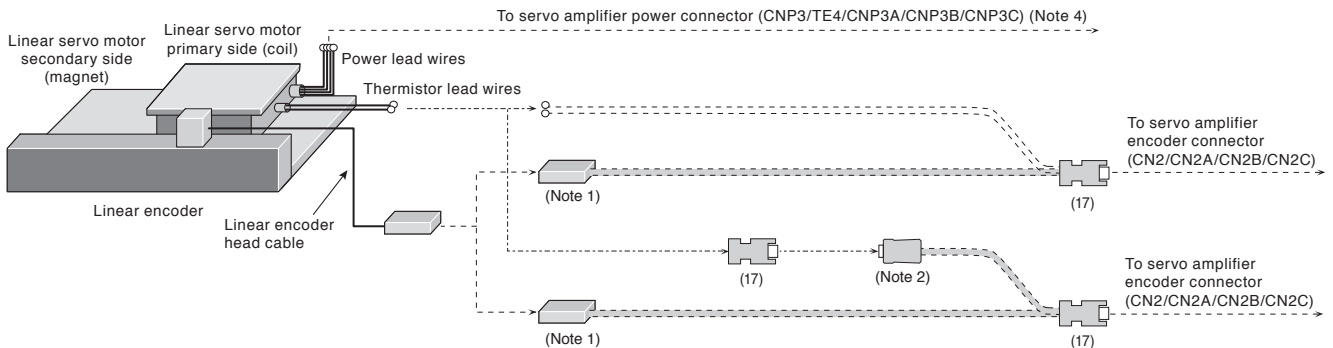 To servo amplifier power connector (CNP3/TE4/CNP3A/CNP3B/CNP3C) (Note 4)
Linear servo motor
secondary side
(magnet)
Linear servo motor
primary side (coil)
Power lead wires
Thermistor lead wires
To servo amplifier
encoder connector
(CN2/CN2A/CN2B/CN2C)
(Note 1)
(17)
Linear encoder
Linear encoder
head cable
(17)
(Note 2)
To servo amplifier
encoder connector
(CN2/CN2A/CN2B/CN2C)
(Note 1)
(17)